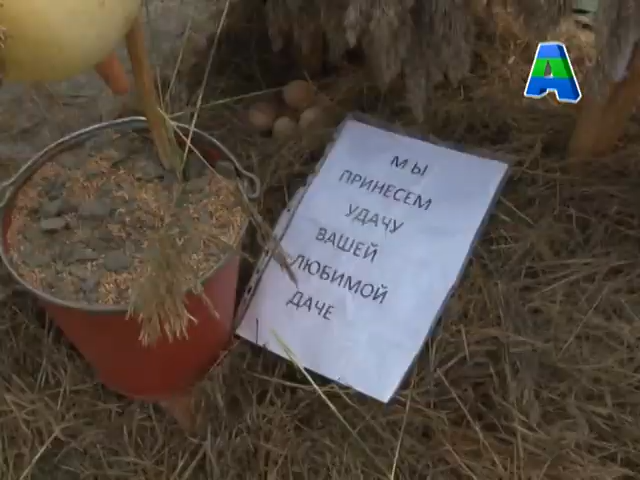 МЫ
ПРИНЕСЕМ
УДАЧУ
ВАШЕЙ
ЛЮБИМОЙ
ДАЧЕ
А